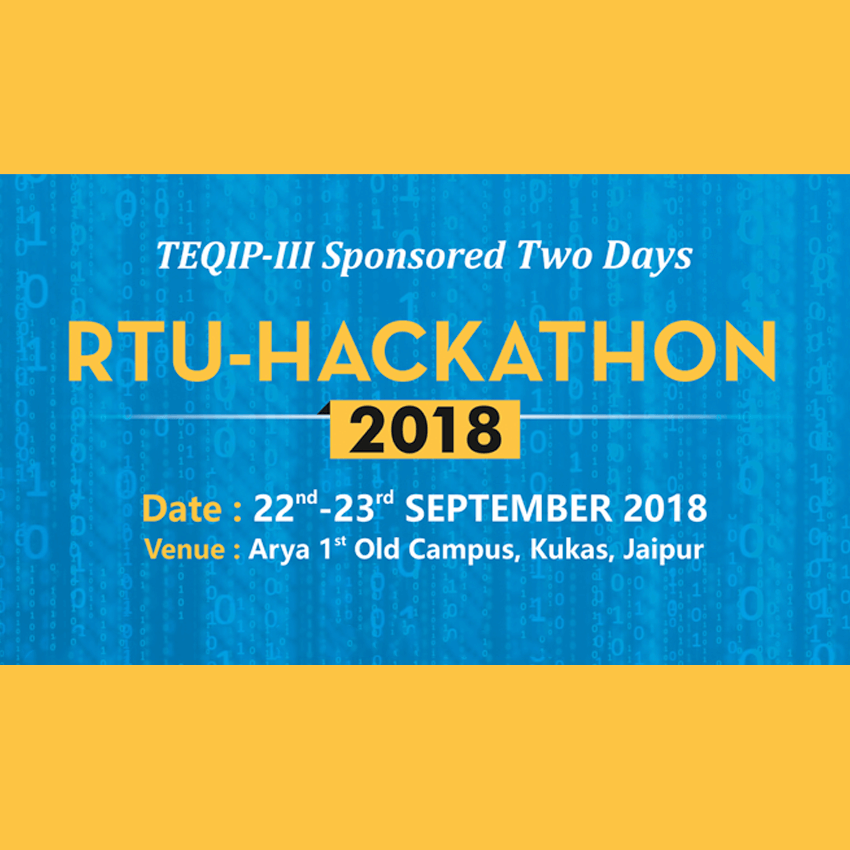 TEQIP-III Sponsored Two Days
RTU-HACKATHON
2018
Date : 22nd-23rd SEPTEMBER 2018
Venue : Arya 1st Old Campus, Kukas, Jaipur